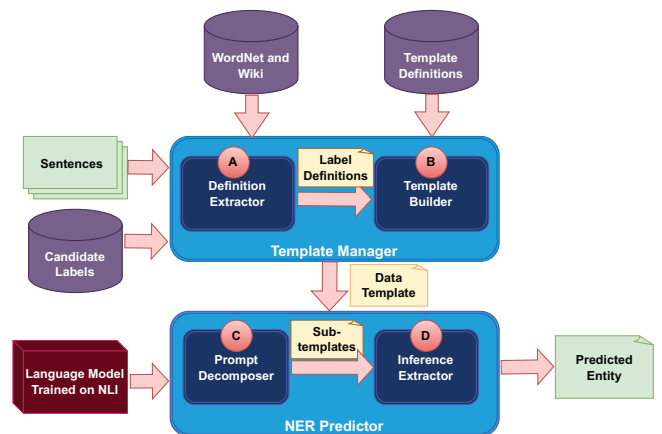 WordNet and
Wiki
Template
Definitions
Sentences
A
Definition
Extractor
Label
Definitions
B
Template
Builder
Candidate
Labels
Template Manager
Data
Template
Language Model
Trained on NLI
C
Prompt
Decomposer
Sub-
templates
D
Inference
Extractor
Predicted
Entity
NER Predictor